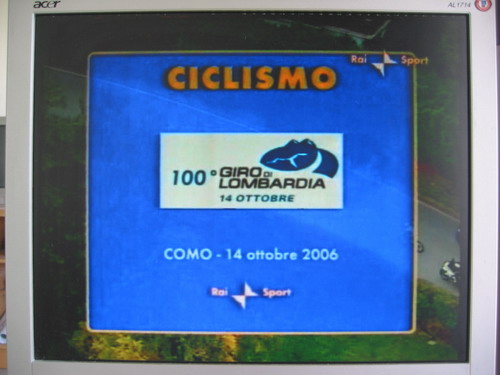 acer
AL1714
Rai Sport
CICLISMO
100° GIRO DI LOMBARDIA
14 OTTOBRE
COMO - 14 ottobre 2006
Rai Sport